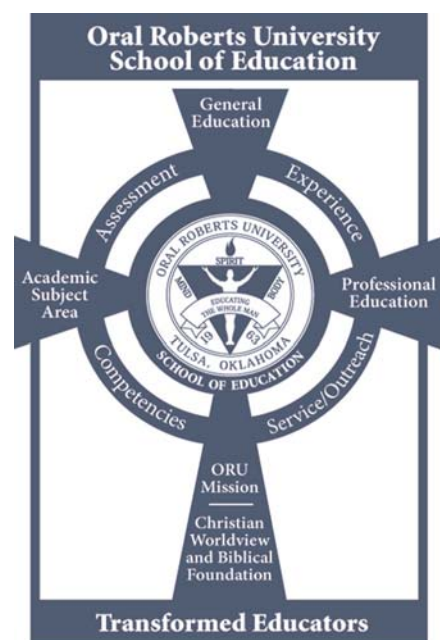 Oral Roberts University
School of Education
General
Education
Assessment
Experience
ORAL ROBERTS UNIVERSITY
SPIRIT
MIND
BODY
EDUCATING
THE WHOLE MAN
1963
TULSA, OKLAHOMA
SCHOOL OF EDUCATION
Academic
Subject
Area
Professional
Education
Competencies
Service/Outreach
ORU
Mission
Christian
Worldview
and Biblical
Foundation
Transformed Educators